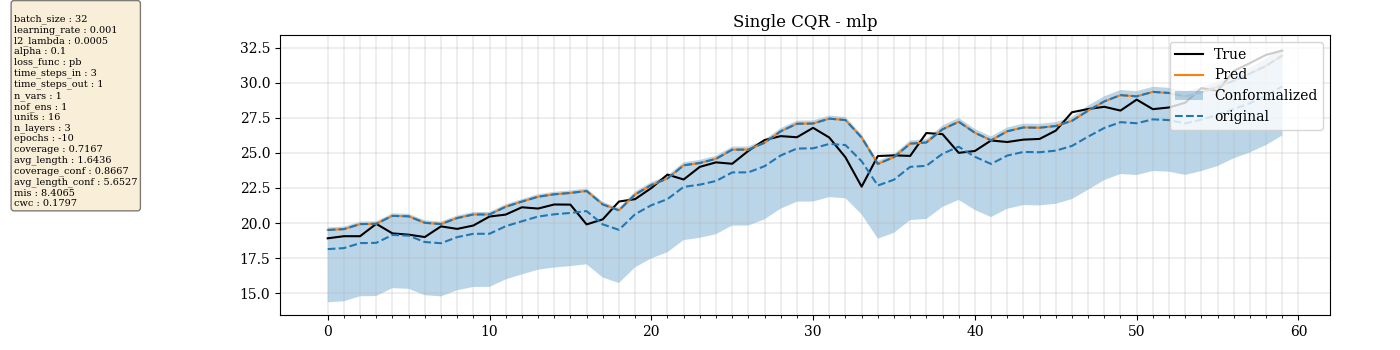 batch_size : 32
learning_rate : 0.001
l2_lambda : 0.0005
alpha : 0.1
loss_func : pb
time_steps_in : 3
time_steps_out : 1
n_vars : 1
nof_ens : 1
units : 16
n_layers : 3
epochs : -10
coverage : 0.7167
avg_length : 1.6436
coverage_conf : 0.8667
avg_length_conf : 5.6527
mis : 8.4065
cwc : 0.1797
Single CQR - mlp
32.5
30.0
27.5
25.0
22.5
20.0
17.5
15.0
0
10
20
30
40
50
60
True
Pred
Conformalized
original